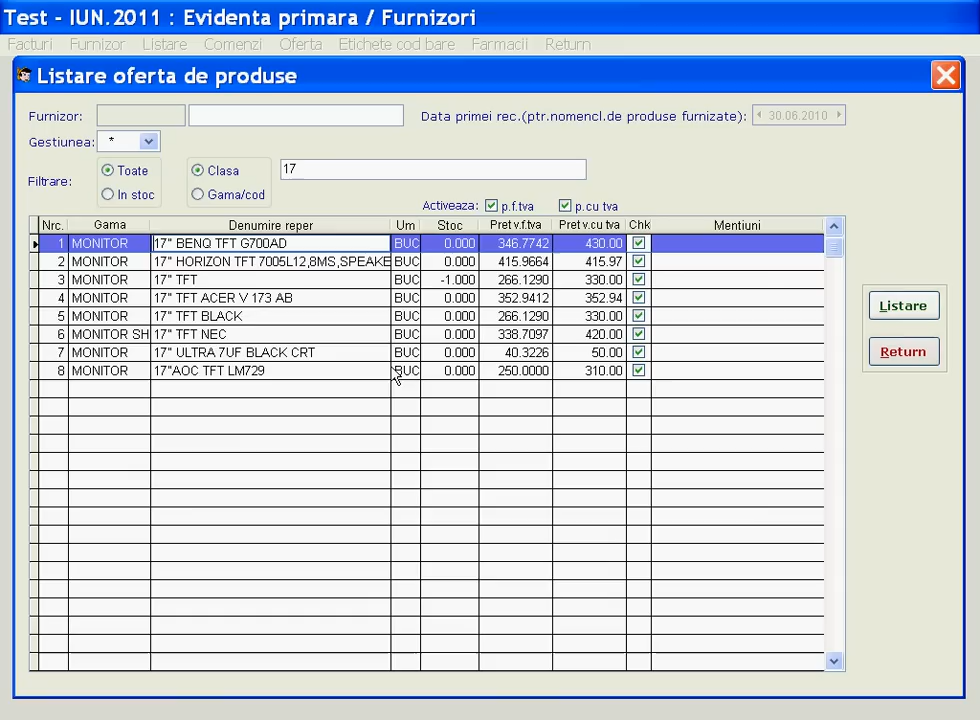 Test - IUN.2011 : Evidenta primara / Furnizori
Facturi Furnizor Listare Comenzi Oferta Etichete cod bare Farmacii Return
Listare oferta de produse
Furnizor: Data primei rec.(ptr.nomencl.de produse furnizate): 30.06.2010
Gestiunea: *
Filtrare: Toate Clasa 17
In stoc Gama/cod
Activeaza: p.f.tva p.cu tva
Nrc. Gama Denumire reper Um Stoc Pret v.f.tva Pret v.cu tva Chk Mentiuni
1 MONITOR 17" BENQ TFT G700AD BUC 0.000 346.7742 430.00
2 MONITOR 17" HORIZON TFT 7005L12,8MS,SPEAKE BUC 0.000 415.9664 415.97
3 MONITOR 17" TFT BUC -1.000 266.1290 330.00
4 MONITOR 17" TFT ACER V 173 AB BUC 0.000 352.9412 352.94
5 MONITOR 17" TFT BLACK BUC 0.000 266.1290 330.00
6 MONITOR SH 17" TFT NEC BUC 0.000 338.7097 420.00
7 MONITOR 17" ULTRA 7UF BLACK CRT BUC 0.000 40.3226 50.00
8 MONITOR 17"AOC TFT LM729 BUC 0.000 250.0000 310.00
Listare
Return